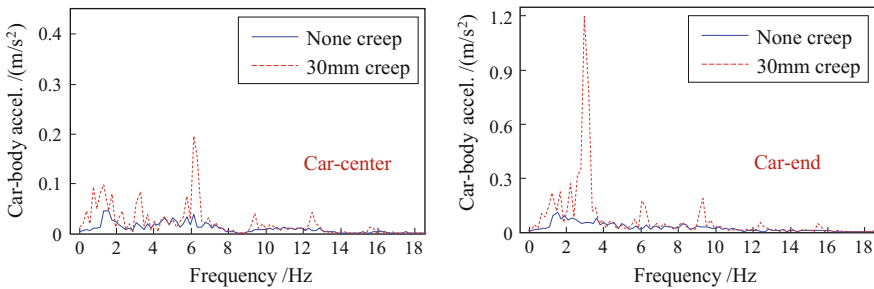 Car-body accel. /(m/s²)
0.4
0.3
0.2
0.1
0
None creep
30mm creep
Car-center
0 2 4 6 8 10 12 14 16 18
Frequency /Hz
Car-body accel. /(m/s²)
1.2
0.9
0.6
0.3
0
None creep
30mm creep
Car-end
0 2 4 6 8 10 12 14 16 18
Frequency /Hz